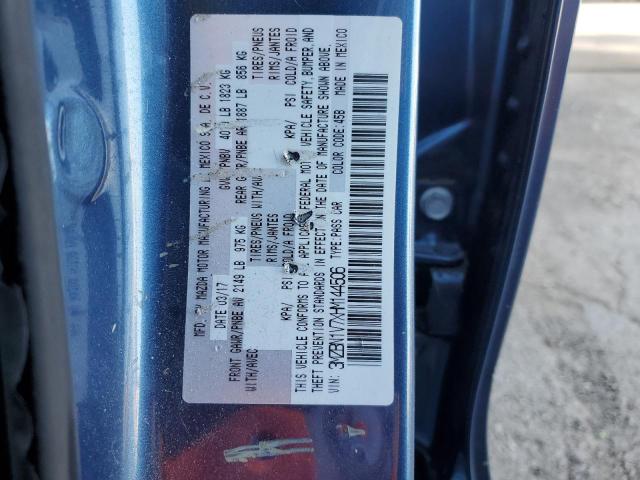 MFD. BY MAZDA MOTOR MANUFACTURING MEXICO SA DE C.V.
DATE 03/17 GVWR/PNBV 40 LB 1823 KG
FRONT GAWR/PNBE AV 2149 LB 975 KG REAR GAWR/PNBE AR 1887 LB 856 KG
WITH/AVEC TIRES/PNEUS WITH/AVEC TIRES/PNEUS
RIMS/JANTES RIMS/JANTES
KPA/ PSI COLD/A FROID KPA/ PSI COLD/A FROID
THIS VEHICLE CONFORMS TO APPLICABLE FEDERAL MOTOR VEHICLE SAFETY, BUMPER, AND
THEFT PREVENTION STANDARDS IN EFFECT ON THE DATE OF MANUFACTURE SHOWN ABOVE.
VIN: 3MZBN1V7XHM144506 TYPE:PASS CAR COLOR CODE:45B MADE IN MEXICO